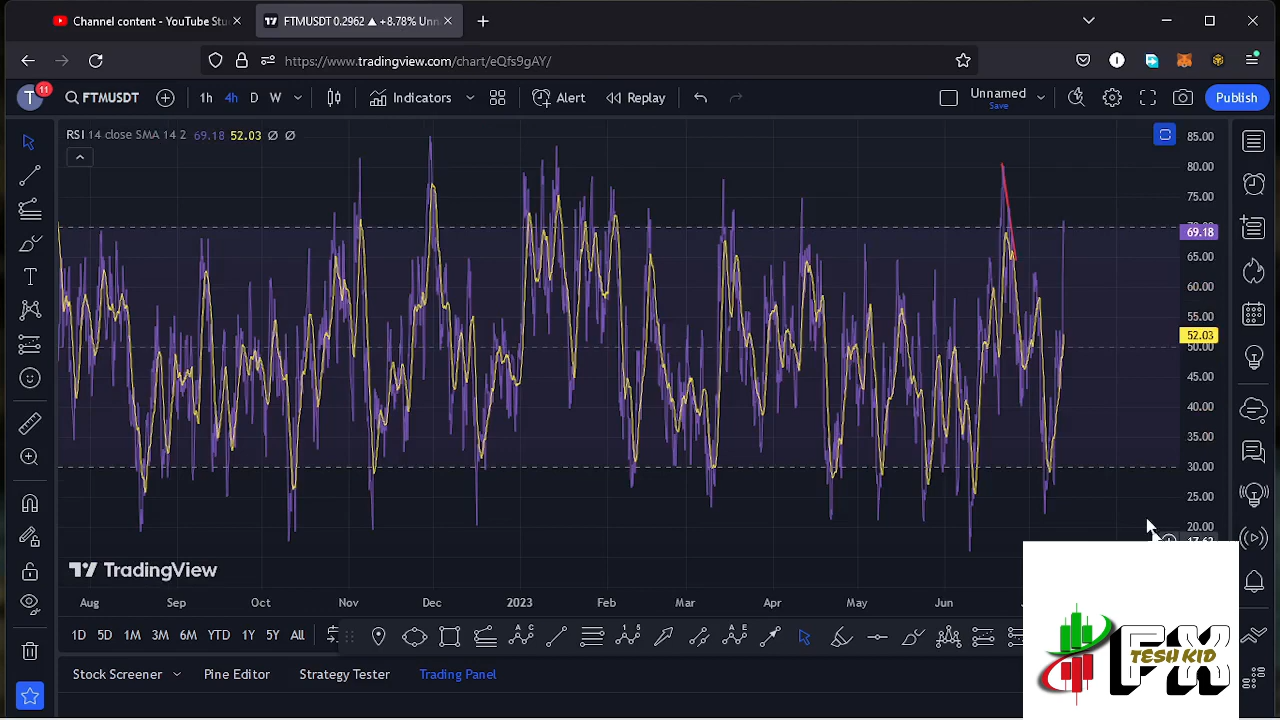 Channel content - YouTube Stu
FTMUSDT 0.2962 ▲ +8.78% Unn
https://www.tradingview.com/chart/eQfs9gAY/
T 11 FTMUSDT 1h 4h D W Indicators Alert Replay Unnamed Save Publish
RSI 14 close SMA 14 2 69.18 52.03 Ø Ø
85.00
80.00
75.00
69.18
65.00
60.00
55.00
52.03
50.00
45.00
40.00
35.00
30.00
25.00
20.00
TradingView
Aug Sep Oct Nov Dec 2023 Feb Mar Apr May Jun
1D 5D 1M 3M 6M YTD 1Y 5Y All
Stock Screener Pine Editor Strategy Tester Trading Panel
FX
TESH KID